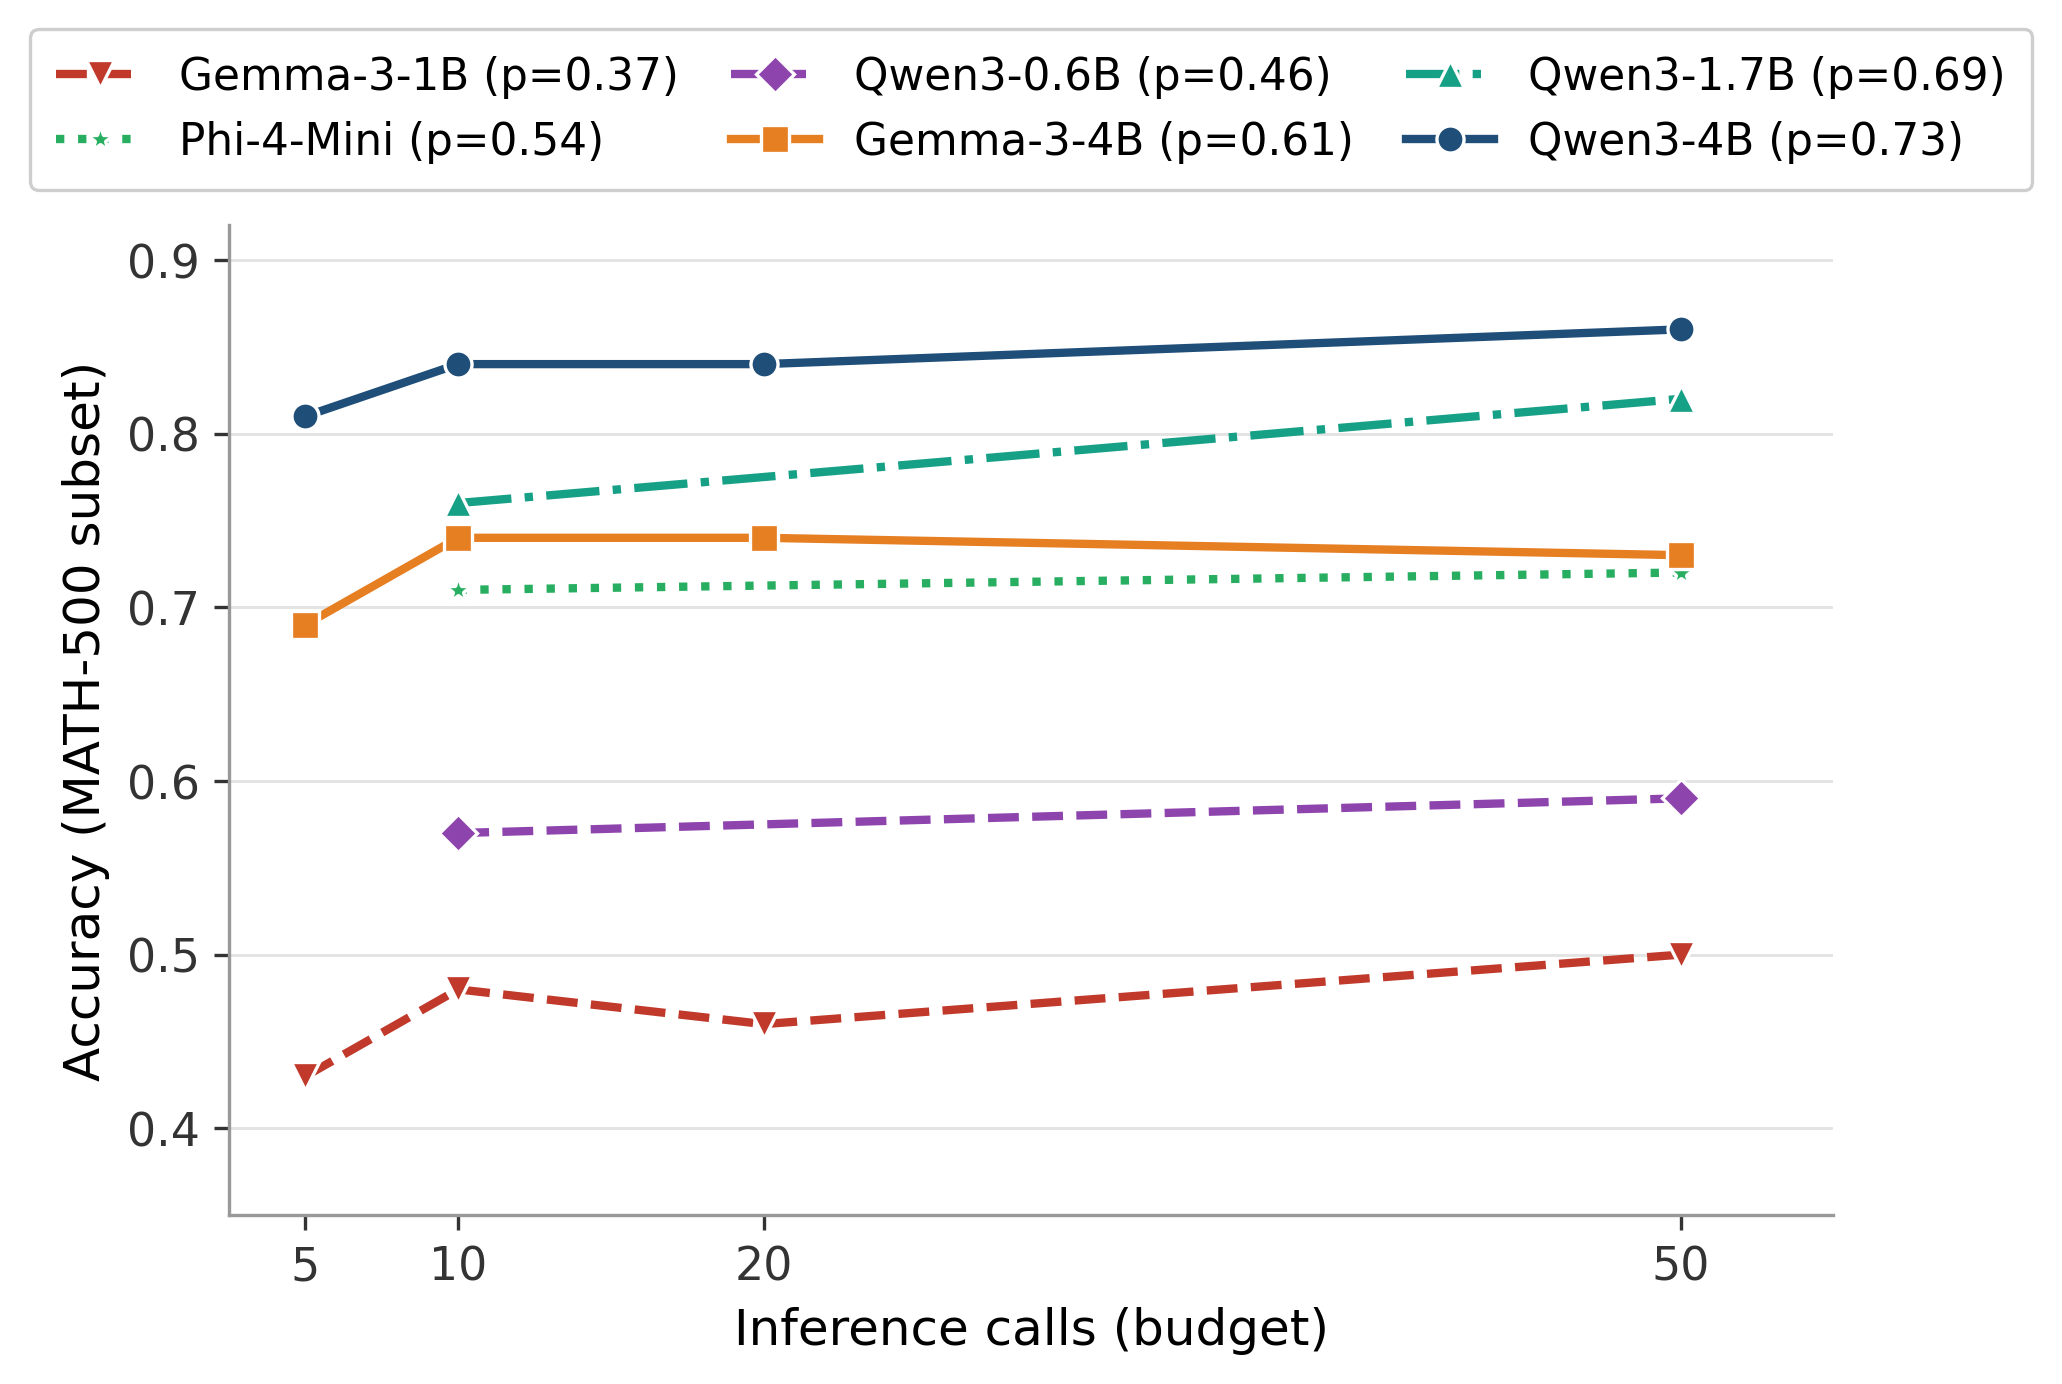 Gemma-3-1B (p=0.37) Qwen3-0.6B (p=0.46) Qwen3-1.7B (p=0.69)
Phi-4-Mini (p=0.54) Gemma-3-4B (p=0.61) Qwen3-4B (p=0.73)
Accuracy (MATH-500 subset)
0.9
0.8
0.7
0.6
0.5
0.4
5 10 20 50
Inference calls (budget)